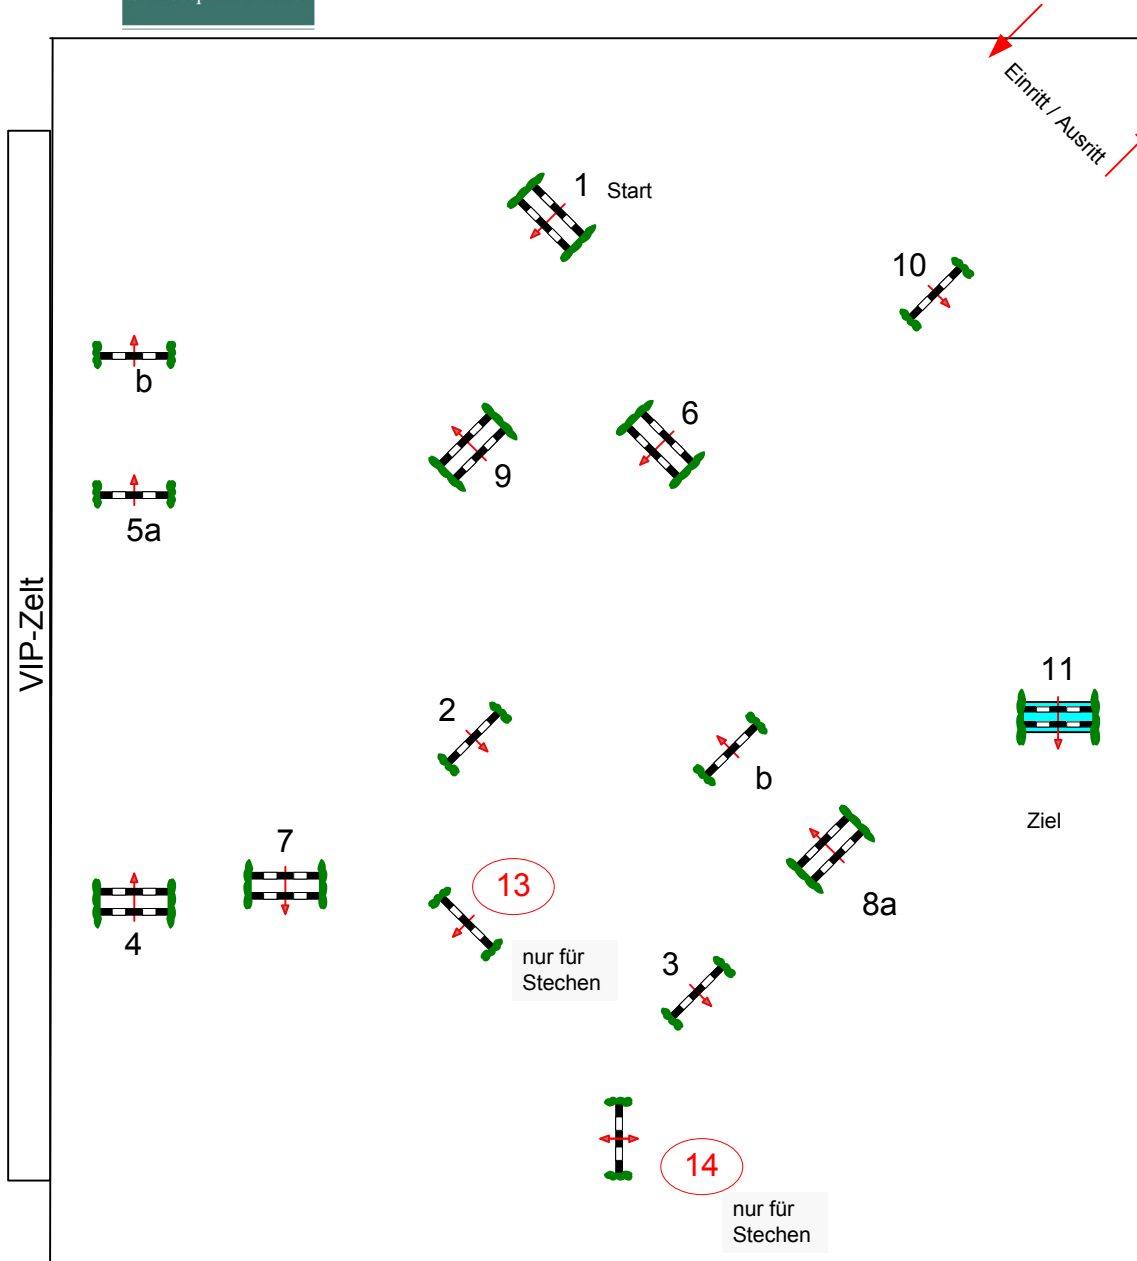 Einritt / Ausritt
1 Start
10
b
6
9
5a
VIP-Zelt
11
2
b
Ziel
7
13
8a
4
nur für
Stechen
3
14
nur für
Stechen